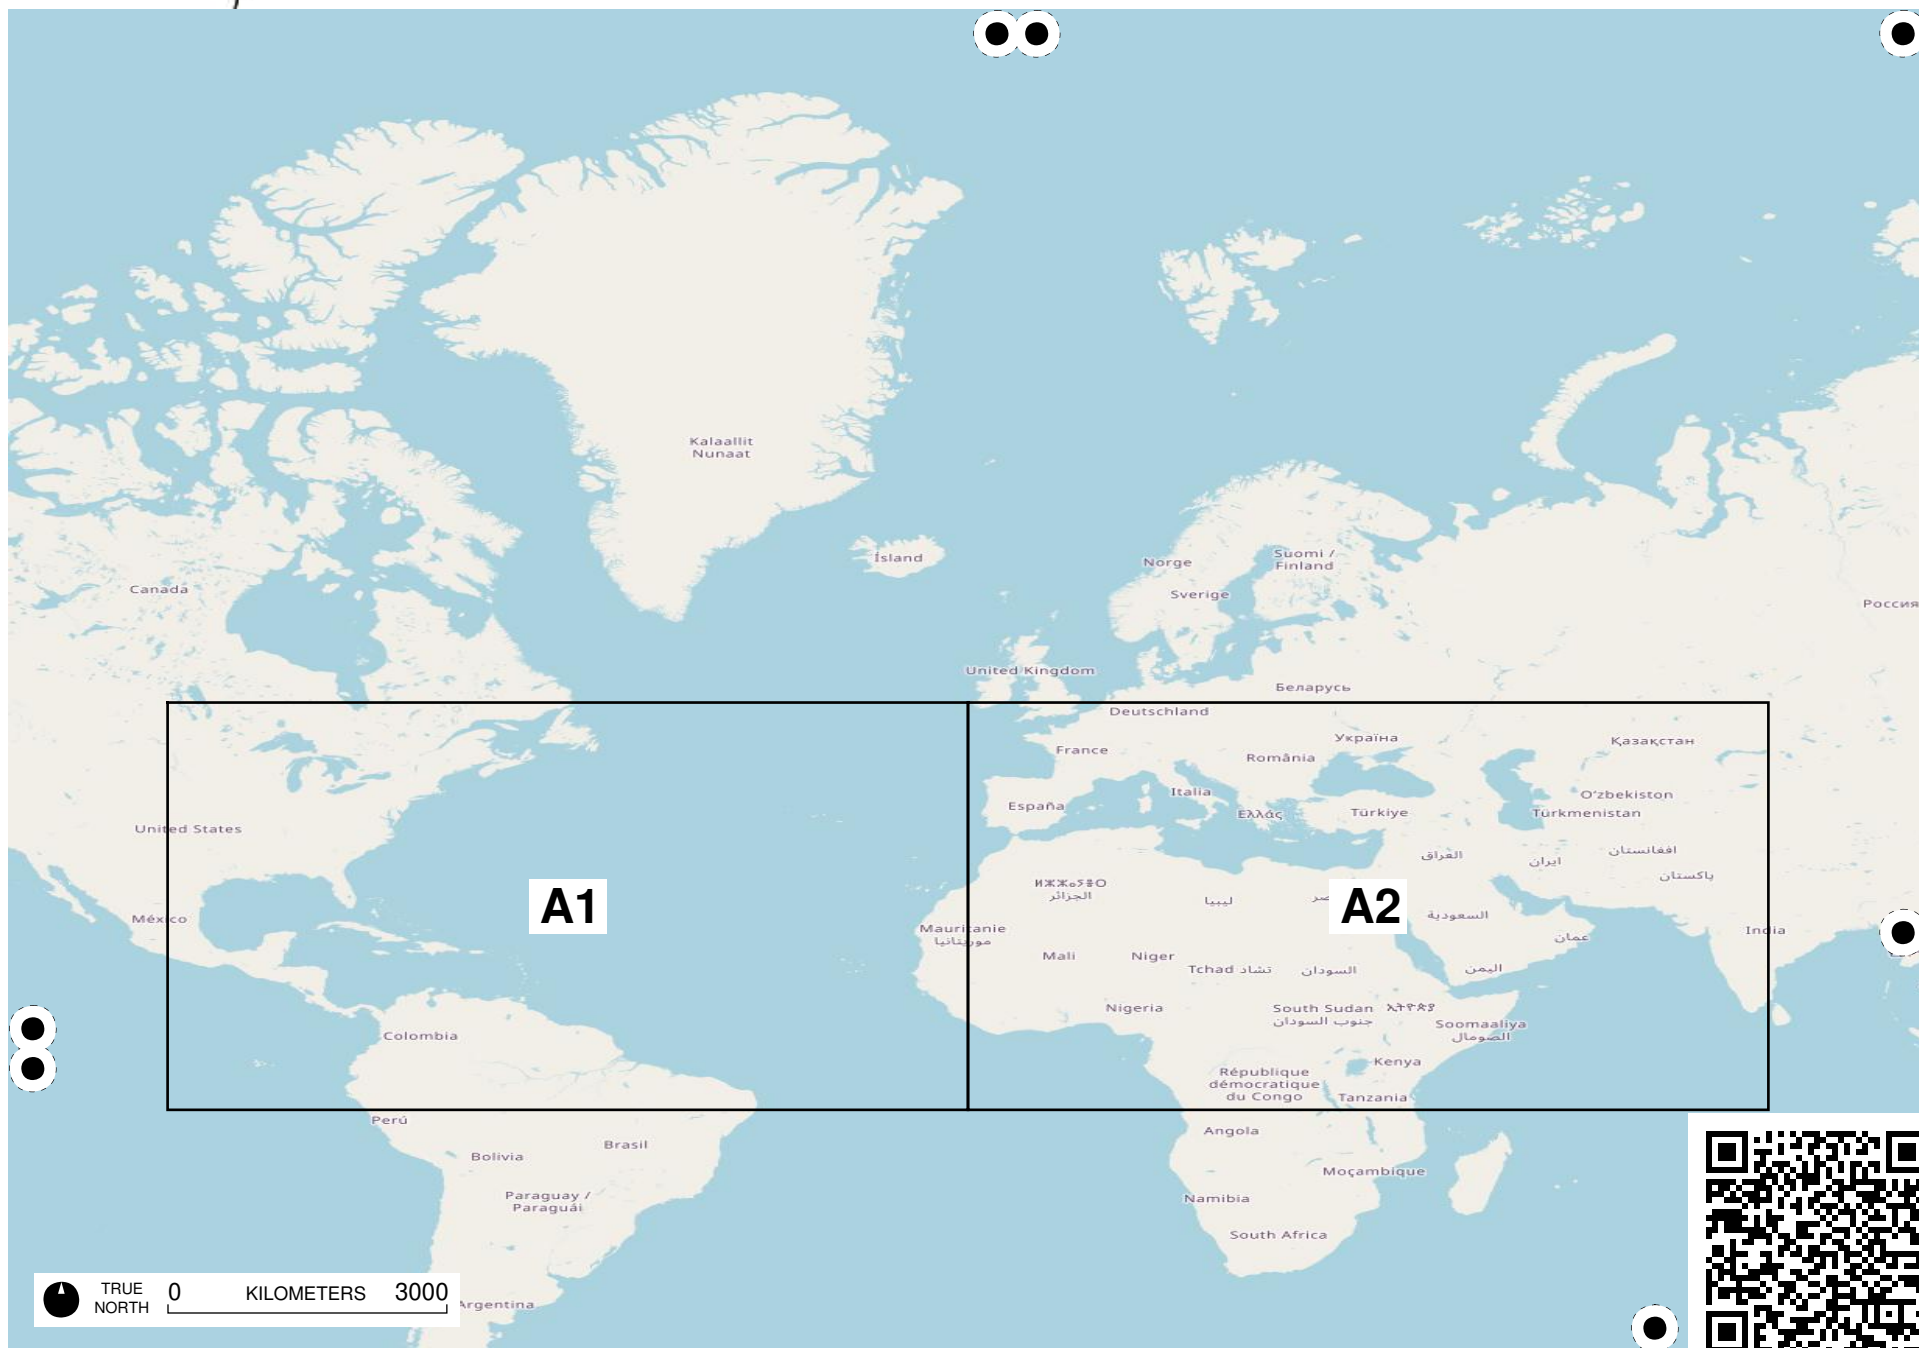 Kalaallit
Nunaat
Ísland
Norge
Suomi /
Finland
Sverige
Canada
Россия
United Kingdom
Беларусь
Deutschland
France
Україна
Қазақстан
România
Italia
España
Ελλάς
Türkiye
Oʻzbekiston
Türkmenistan
United States
العراق
ايران
افغانستان
پاکستان
ⵍⵣⵣⴰⵢⴻⵔ
الجزائر
ليبيا
صر
A1
A2
السعودية
México
Mauritanie
موريتانيا
عمان
India
Mali
Niger
Tchad تشاد
السودان
اليمن
Nigeria
South Sudan
جنوب السودان
ኢትዮጵያ
Soomaaliya
الصومال
Colombia
Kenya
République
démocratique
du Congo
Tanzania
Perú
Angola
Brasil
Bolivia
Moçambique
Paraguay /
Paraguái
Namibia
South Africa
TRUE
NORTH
0 KILOMETERS 3000
Argentina